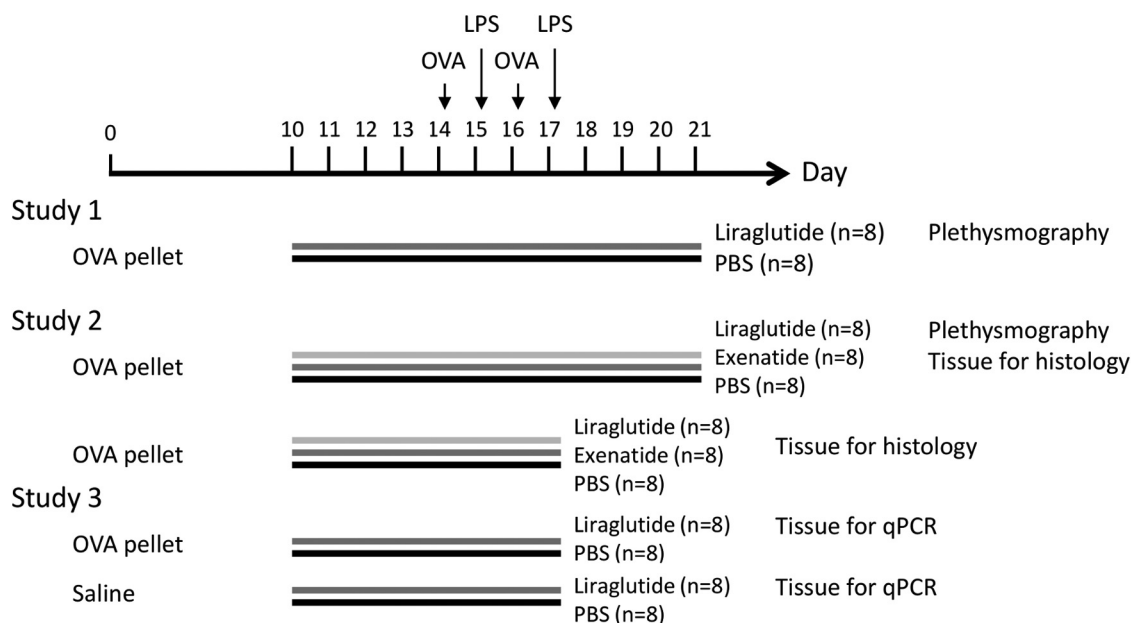 LPS LPS
OVA OVA
0 10 11 12 13 14 15 16 17 18 19 20 21
Day
Study 1
OVA pellet
Liraglutide (n=8) Plethysmography
PBS (n=8)
Study 2
OVA pellet
Liraglutide (n=8) Plethysmography
Exenatide (n=8) Tissue for histology
PBS (n=8)
OVA pellet
Liraglutide (n=8)
Exenatide (n=8) Tissue for histology
PBS (n=8)
Study 3
OVA pellet
Liraglutide (n=8) Tissue for qPCR
PBS (n=8)
Saline
Liraglutide (n=8) Tissue for qPCR
PBS (n=8)